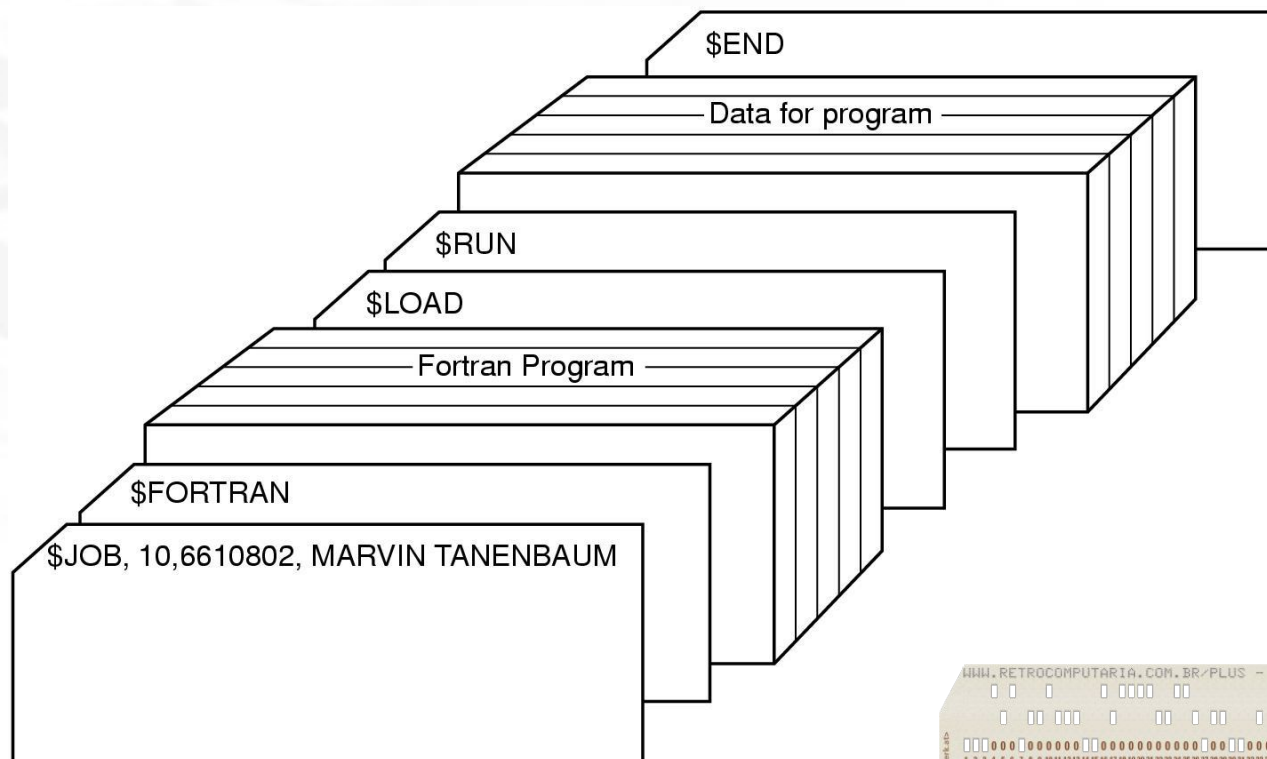 $END
Data for program
$RUN
$LOAD
Fortran Program
$FORTRAN
$JOB, 10,6610802, MARVIN TANENBAUM
WWW.RETROCOMPUTARIA.COM.BR/PLUS -